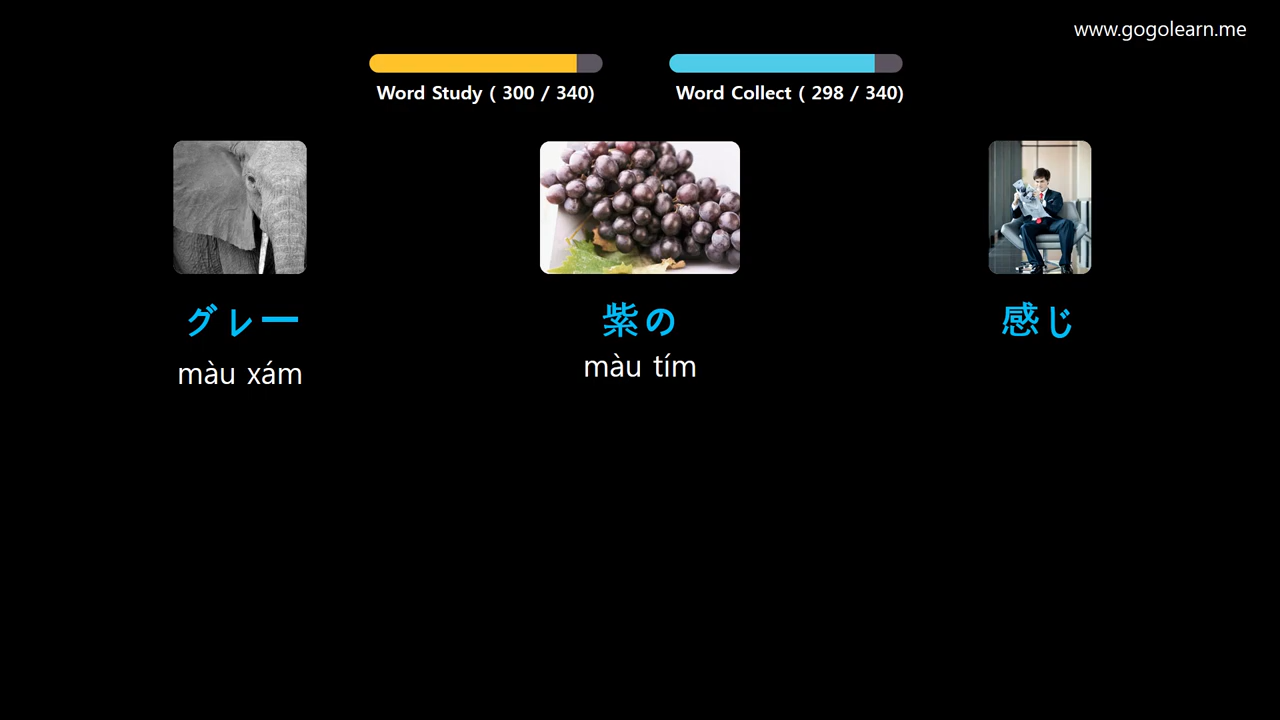 www.gogolearn.me
Word Study ( 300 / 340)
Word Collect ( 298 / 340)
グレー
紫の
感じ
màu xám
màu tím